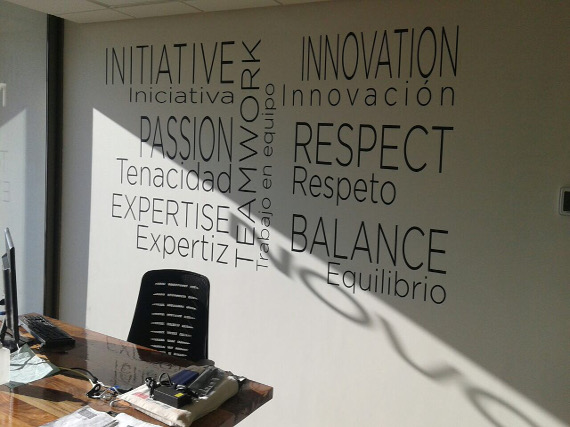 INITIATIVE
Iniciativa
PASSION
Tenacidad
EXPERTISE
Expertiz
TEAMWORK
Trabajo en equipo
INNOVATION
Innovación
RESPECT
Respeto
BALANCE
Equilibrio